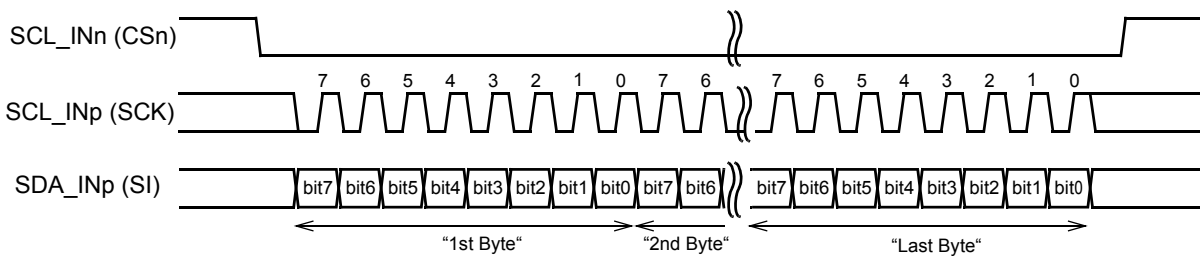 SCL_INn (CSn)
7 6 5 4 3 2 1 0 7 6 7 6 5 4 3 2 1 0
SCL_INp (SCK)
SDA_INp (SI) bit7 bit6 bit5 bit4 bit3 bit2 bit1 bit0 bit7 bit6 bit7 bit6 bit5 bit4 bit3 bit2 bit1 bit0
“1st Byte“ “2nd Byte“ “Last Byte“